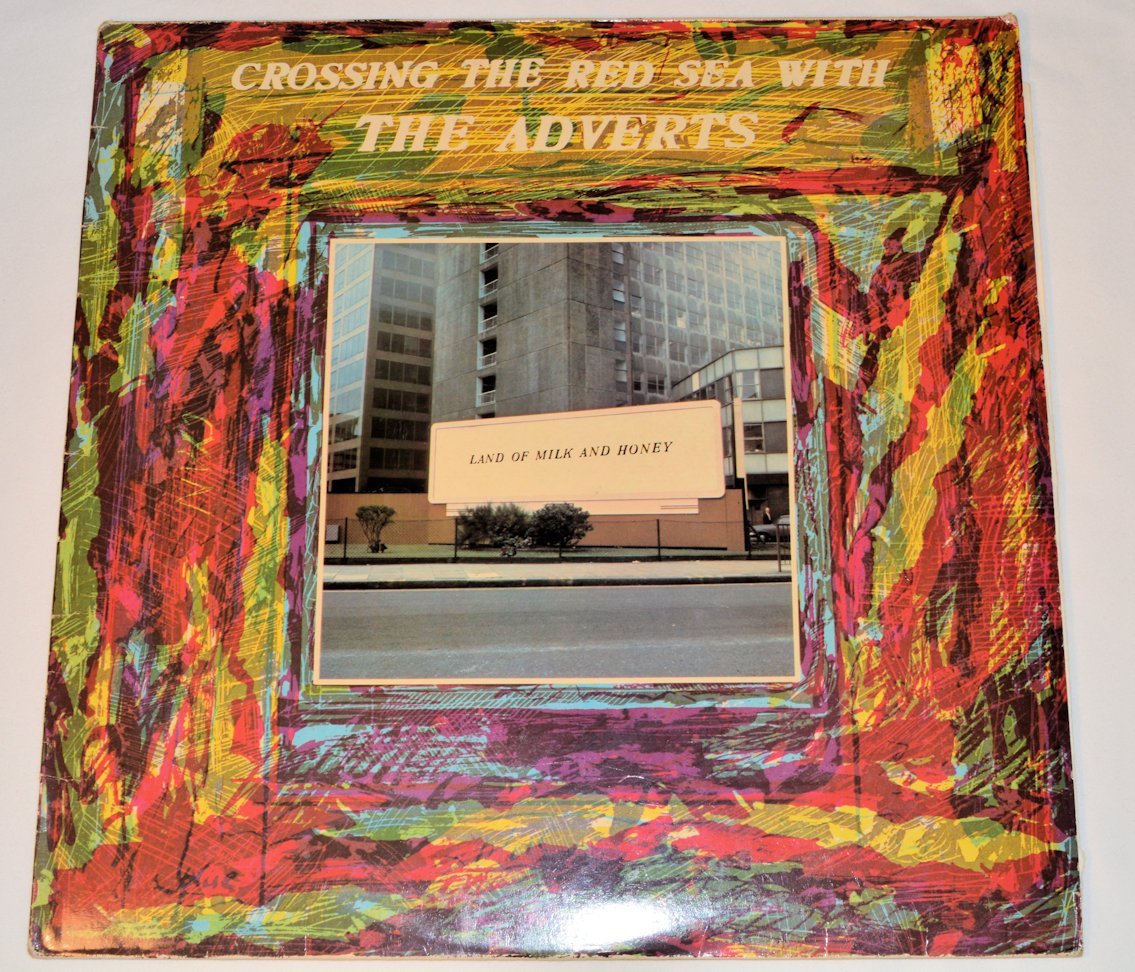 CROSSING THE RED SEA WITH
THE ADVERTS
LAND OF MILK AND HONEY